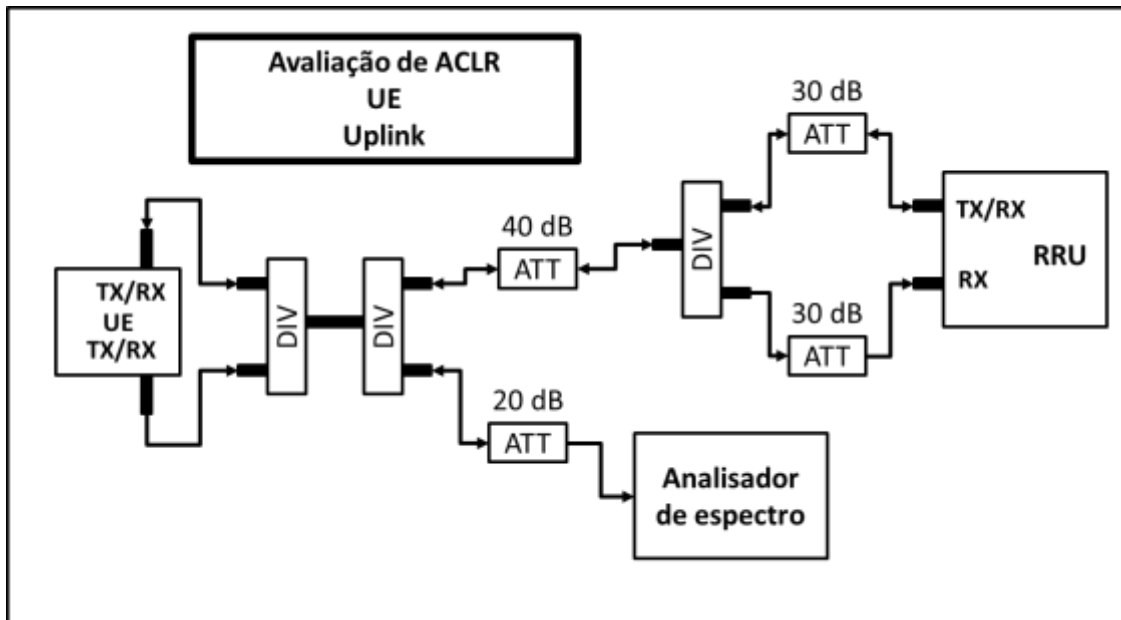 Avaliação de ACLR
UE
Uplink
30 dB
ATT
TX/RX
RRU
RX
DIV
30 dB
ATT
40 dB
ATT
TX/RX
UE
TX/RX
DIV
DIV
20 dB
ATT
Analisador
de espectro